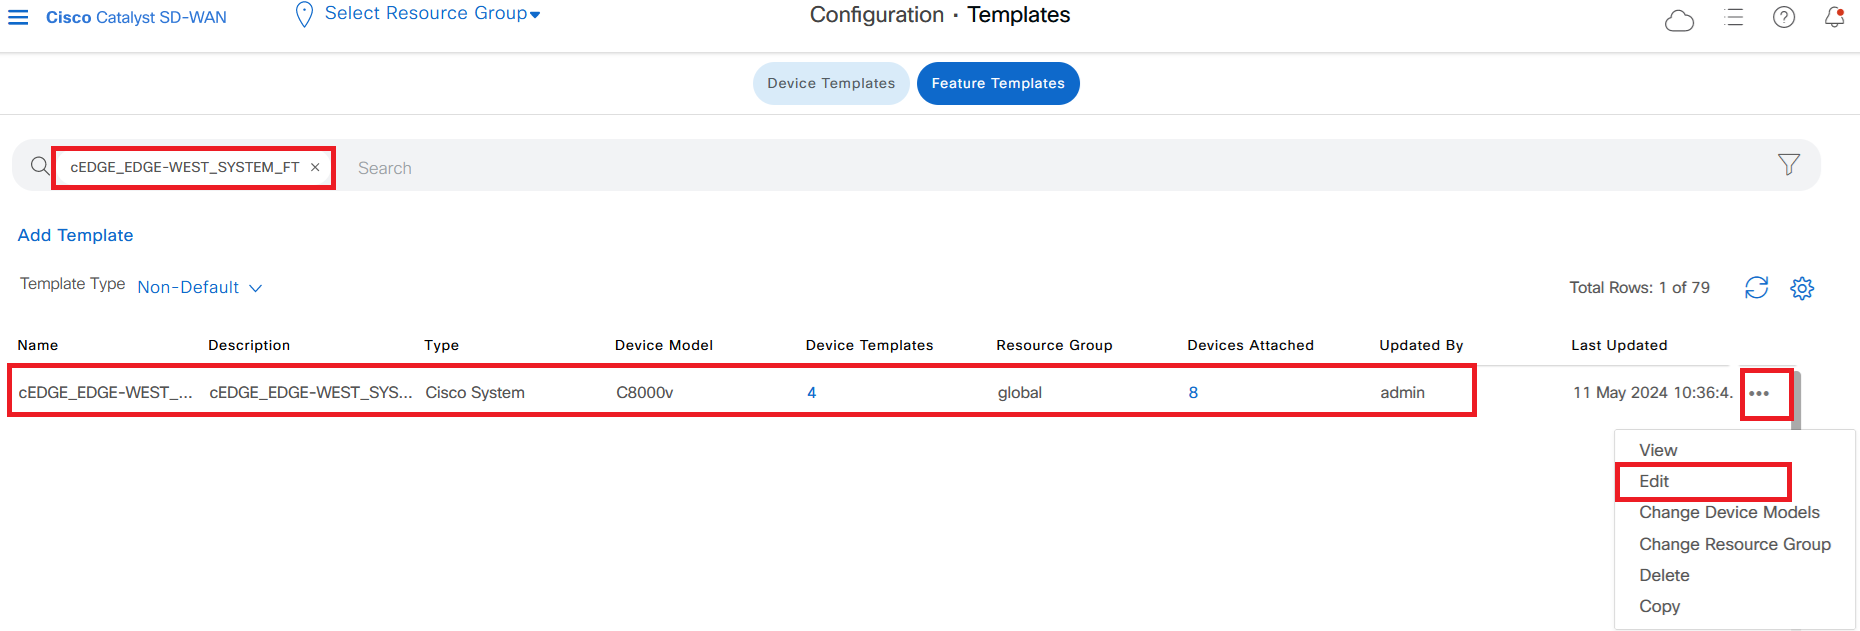 Cisco Catalyst SD-WAN
Select Resource Group
Configuration · Templates
Device Templates
Feature Templates
cEDGE_EDGE-WEST_SYSTEM_FT ×
Search
Add Template
Template Type Non-Default
Total Rows: 1 of 79
Name Description Type Device Model Device Templates Resource Group Devices Attached Updated By Last Updated
cEDGE_EDGE-WEST_... cEDGE_EDGE-WEST_SYS... Cisco System C8000v 4 global 8 admin 11 May 2024 10:36:4. •••
View
Edit
Change Device Models
Change Resource Group
Delete
Copy